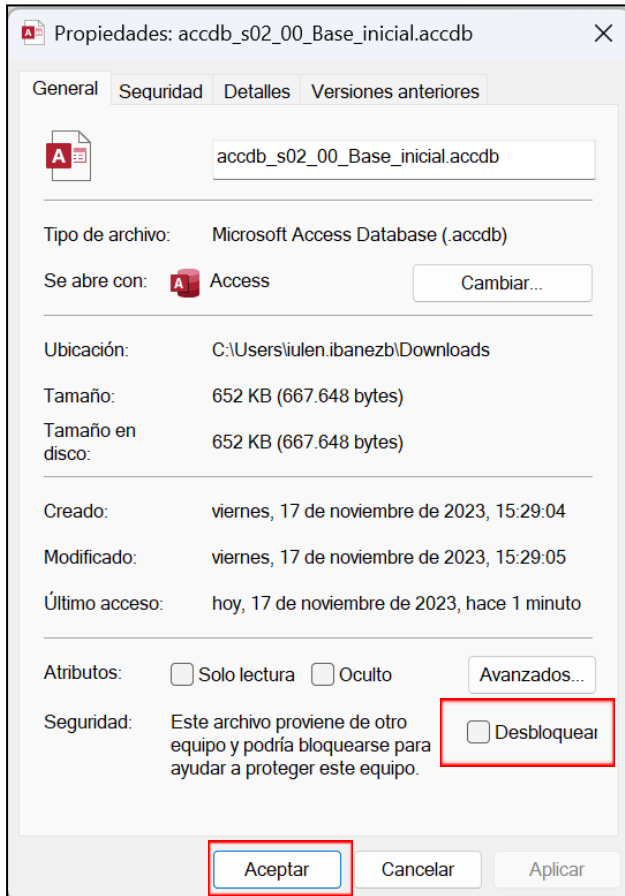 Propiedades: accdb_s02_00_Base_inicial.accdb
General Seguridad Detalles Versiones anteriores
accdb_s02_00_Base_inicial.accdb
Tipo de archivo: Microsoft Access Database (.accdb)
Se abre con: Access Cambiar...
Ubicación: C:\Users\iulen.ibanezb\Downloads
Tamaño: 652 KB (667.648 bytes)
Tamaño en
disco: 652 KB (667.648 bytes)
Creado: viernes, 17 de noviembre de 2023, 15:29:04
Modificado: viernes, 17 de noviembre de 2023, 15:29:05
Último acceso: hoy, 17 de noviembre de 2023, hace 1 minuto
Atributos: Solo lectura Oculto Avanzados...
Seguridad: Este archivo proviene de otro
equipo y podría bloquearse para
ayudar a proteger este equipo.
Desbloquear
Aceptar Cancelar Aplicar